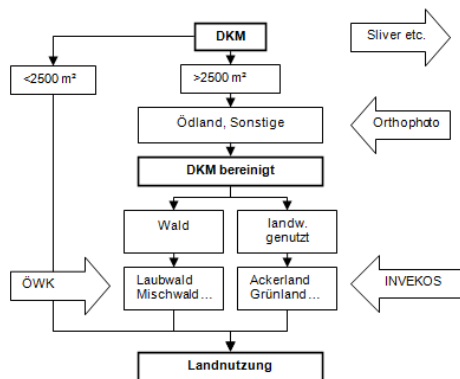 DKM
Sliver etc.
<2500 m²
>2500 m²
Ödland, Sonstige
Orthophoto
DKM bereinigt
Wald
landw.
genutzt
ÖWK
Laubwald
Mischwald...
Ackerland
Grünland...
INVEKOS
Landnutzung